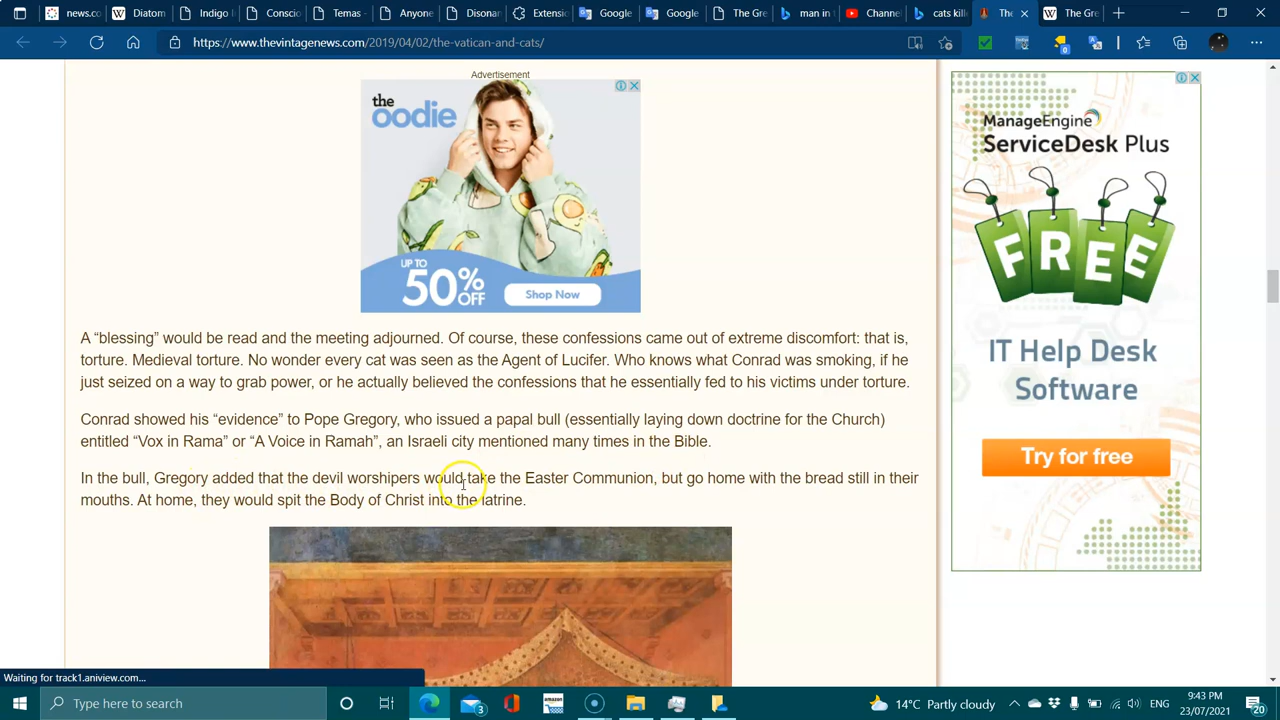 news.co
Diatom
Indigo I
Conscio
Temas -
Anyone
Disonar
Extensio
Google
Google
The Gre
man in
Channel
cats kill
The
The Gre
https://www.thevintagenews.com/2019/04/02/the-vatican-and-cats/
0
Advertisement
the
oodie
UP TO
50% OFF
Shop Now
ManageEngine
ServiceDesk Plus
FREE
IT Help Desk
Software
Try for free
A “blessing” would be read and the meeting adjourned. Of course, these confessions came out of extreme discomfort: that is,
torture. Medieval torture. No wonder every cat was seen as the Agent of Lucifer. Who knows what Conrad was smoking, if he
just seized on a way to grab power, or he actually believed the confessions that he essentially fed to his victims under torture.
Conrad showed his “evidence” to Pope Gregory, who issued a papal bull (essentially laying down doctrine for the Church)
entitled “Vox in Rama” or “A Voice in Ramah”, an Israeli city mentioned many times in the Bible.
In the bull, Gregory added that the devil worshipers would take the Easter Communion, but go home with the bread still in their
mouths. At home, they would spit the Body of Christ into the latrine.
Waiting for track1.aniview.com...
Type here to search
3
amazon
14°C Partly cloudy
ENG
9:43 PM
23/07/2021
20